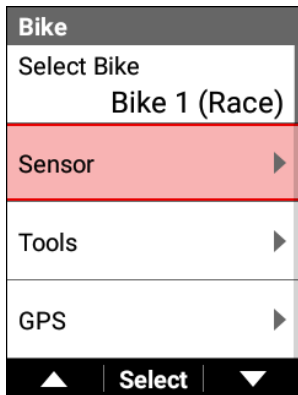 Bike
Select Bike
Bike 1 (Race)
Sensor
Tools
GPS
Select